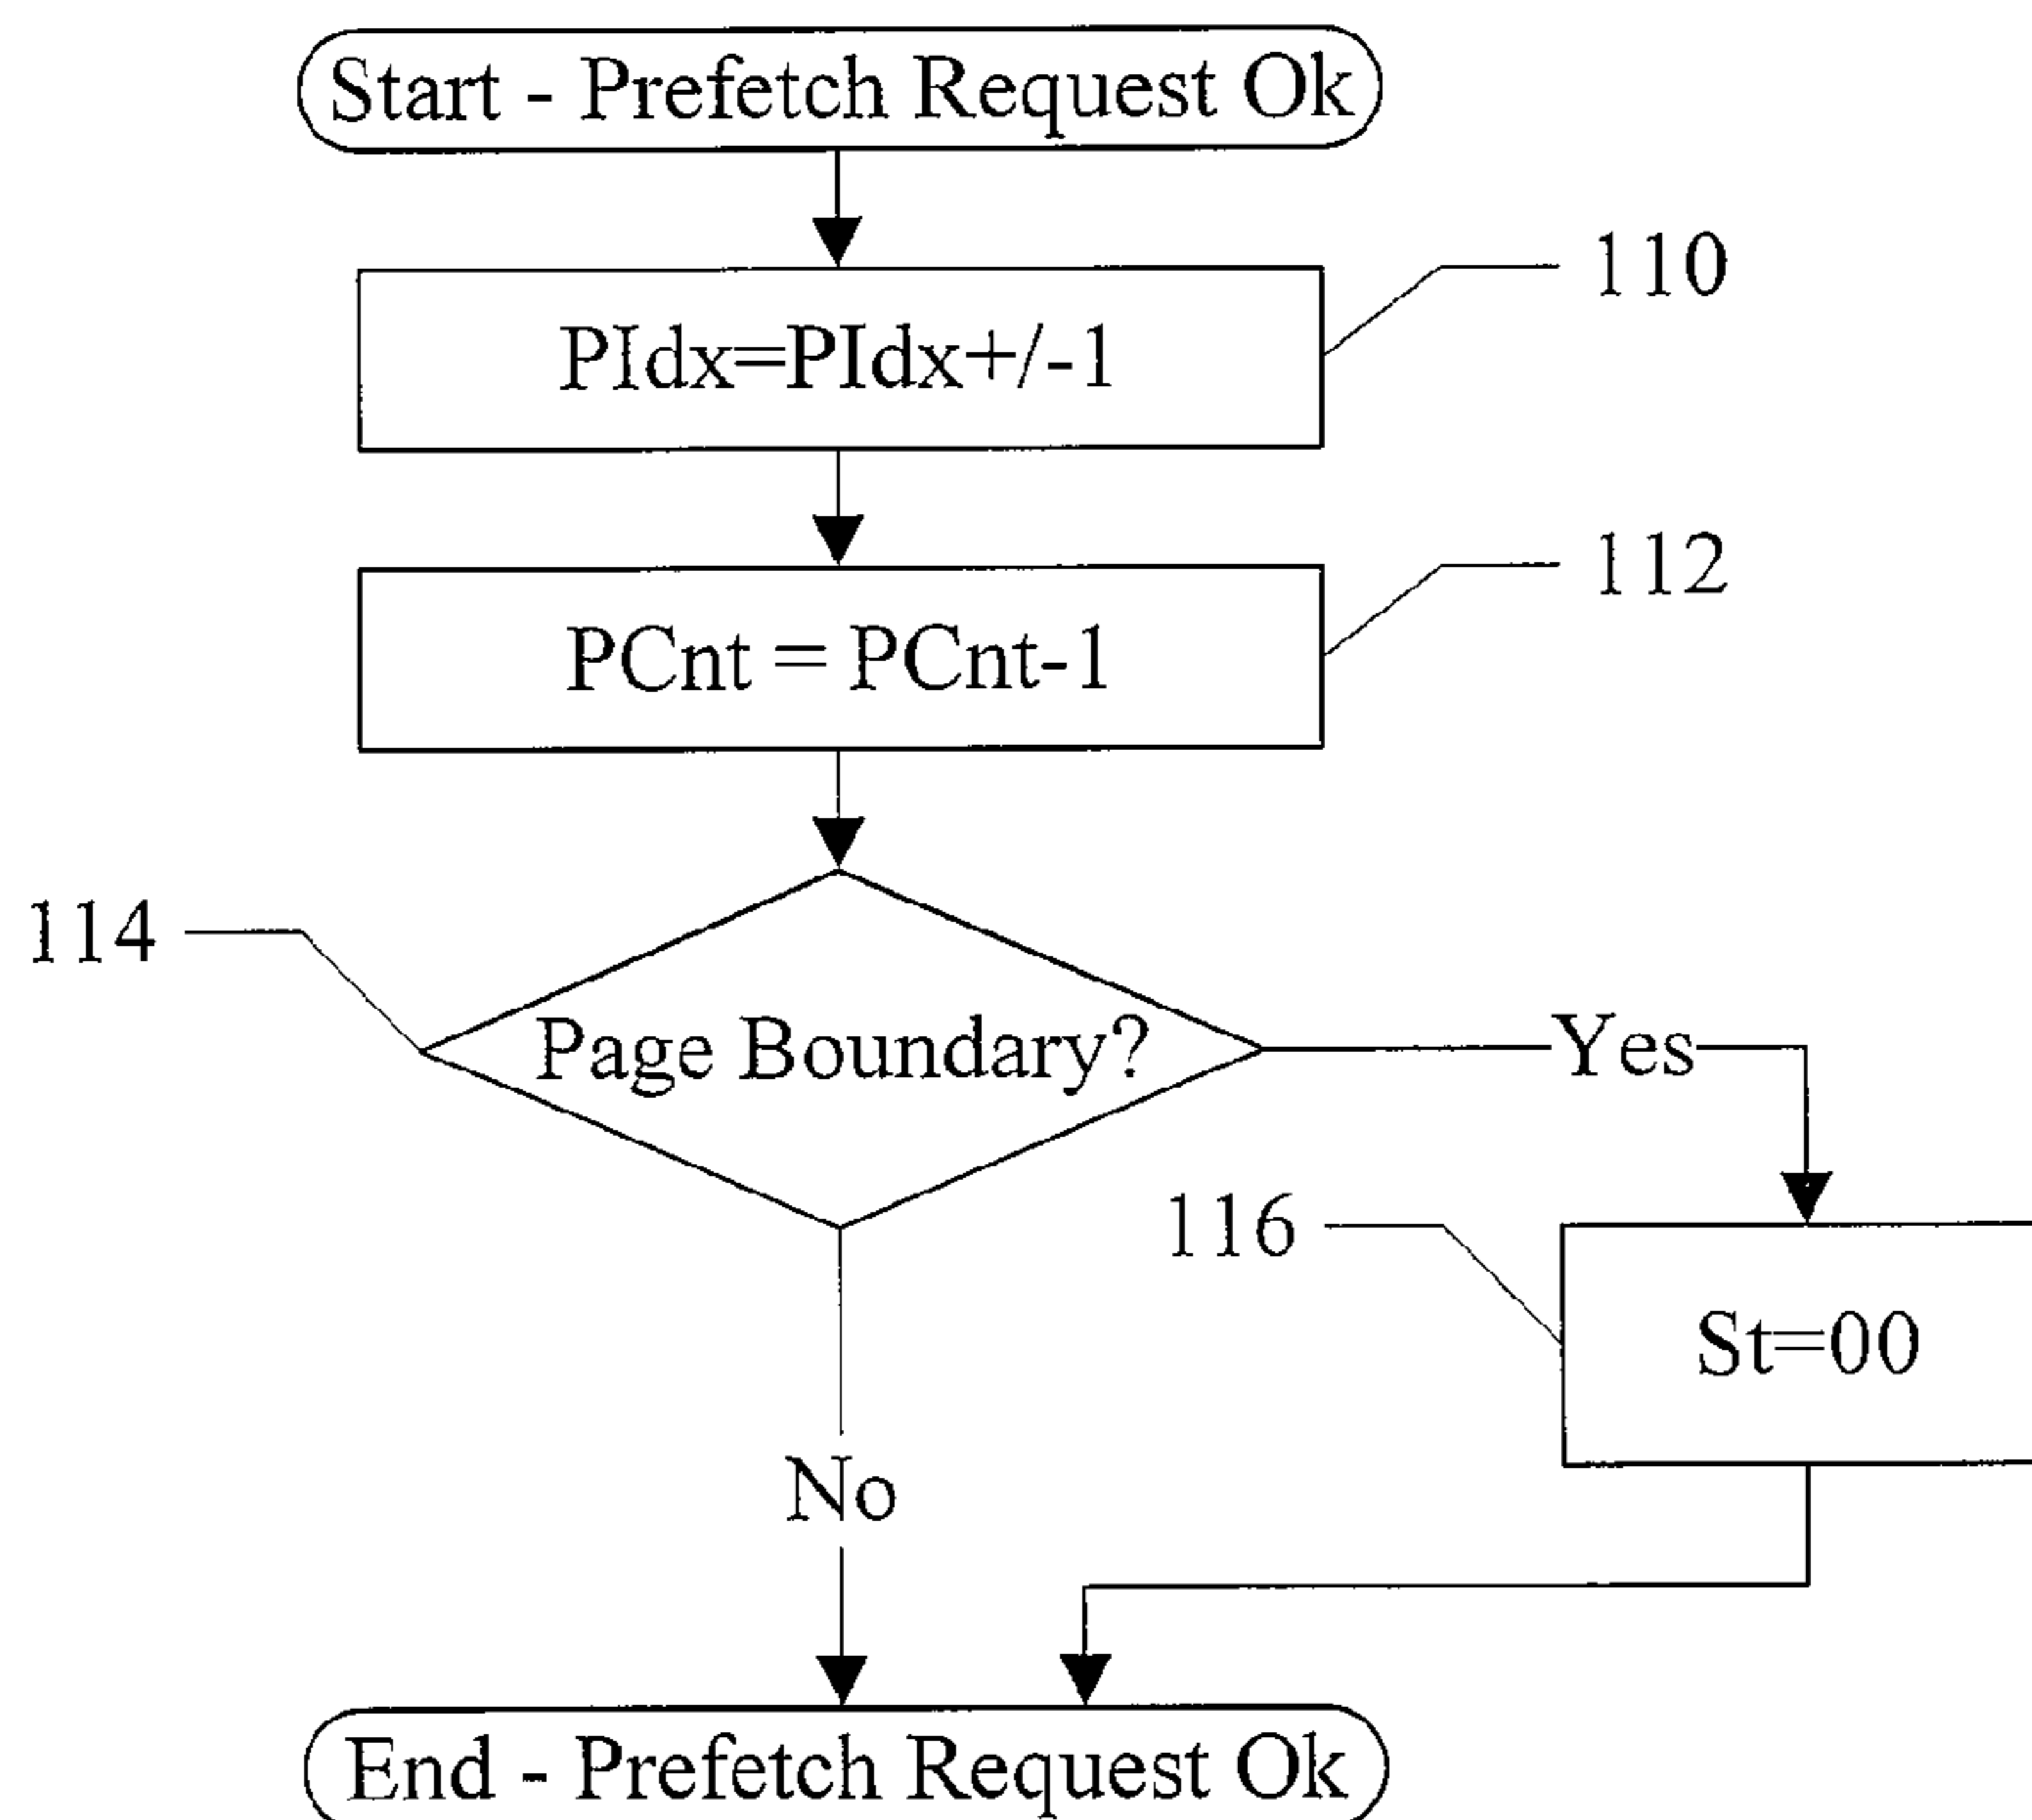 Start - Prefetch Request Ok
110
PIdx=PIdx+/-1
112
PCnt = PCnt-1
114
Page Boundary?
Yes
116
St=00
No
End - Prefetch Request Ok